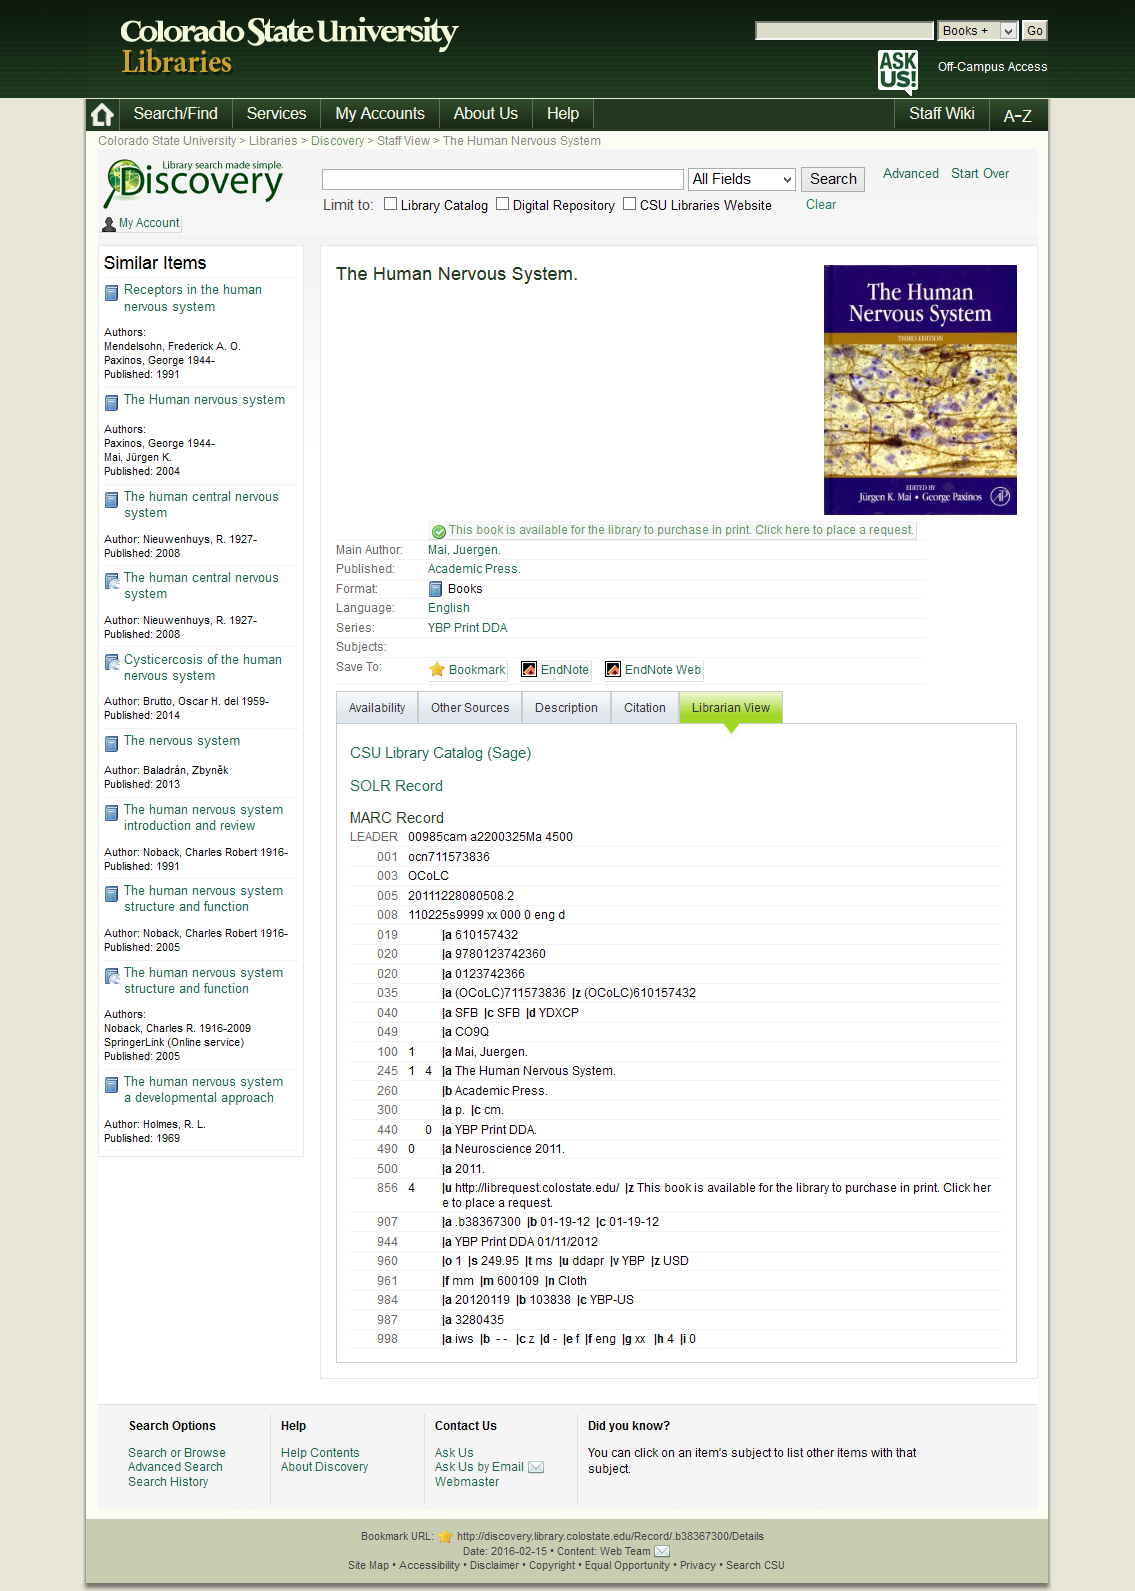 Colorado State University
Libraries
Books +
Go
ASK US!
Off-Campus Access
Search/Find
Services
My Accounts
About Us
Help
Staff Wiki
A-Z
Colorado State University > Libraries > Discovery > Staff View > The Human Nervous System
Library search made simple.
Discovery
My Account
All Fields
Search
Advanced
Start Over
Limit to:
Library Catalog
Digital Repository
CSU Libraries Website
Clear
Similar Items
Receptors in the human
nervous system
Authors:
Mendelsohn, Frederick A. O.
Paxinos, George 1944-
Published: 1991
The Human nervous system
Authors:
Paxinos, George 1944-
Mai, Jürgen K.
Published: 2004
The human central nervous
system
Author: Nieuwenhuys, R. 1927-
Published: 2008
The human central nervous
system
Author: Nieuwenhuys, R. 1927-
Published: 2008
Cysticercosis of the human
nervous system
Author: Brutto, Oscar H. del 1959-
Published: 2014
The nervous system
Author: Baladrán, Zbyněk
Published: 2013
The human nervous system
introduction and review
Author: Noback, Charles Robert 1916-
Published: 1991
The human nervous system
structure and function
Author: Noback, Charles Robert 1916-
Published: 2005
The human nervous system
structure and function
Authors:
Noback, Charles R. 1916-2009
SpringerLink (Online service)
Published: 2005
The human nervous system
a developmental approach
Author: Holmes, R. L.
Published: 1969
The Human Nervous System.
The Human
Nervous System
THIRD EDITION
EDITED BY
Jürgen K. Mai • George Paxinos
AP
This book is available for the library to purchase in print. Click here to place a request.
Main Author: Mai, Juergen.
Published: Academic Press.
Format: Books
Language: English
Series: YBP Print DDA
Subjects:
Save To: Bookmark EndNote EndNote Web
Availability
Other Sources
Description
Citation
Librarian View
CSU Library Catalog (Sage)
SOLR Record
MARC Record
LEADER 00985cam a2200325Ma 4500
001 ocn711573836
003 OCoLC
005 20111228080508.2
008 110225s9999 xx 000 0 eng d
019 |a 610157432
020 |a 9780123742360
020 |a 0123742366
035 |a (OCoLC)711573836 |z (OCoLC)610157432
040 |a SFB |c SFB |d YDXCP
049 |a CO9Q
100 1 |a Mai, Juergen.
245 1 4 |a The Human Nervous System.
260 |b Academic Press.
300 |a p. |c cm.
440 0 |a YBP Print DDA.
490 0 |a Neuroscience 2011.
500 |a 2011.
856 4 |u http://librequest.colostate.edu/ |z This book is available for the library to purchase in print. Click her
e to place a request.
907 |a .b38367300 |b 01-19-12 |c 01-19-12
944 |a YBP Print DDA 01/11/2012
960 |o 1 |s 249.95 |t ms |u ddapr |v YBP |z USD
961 |f mm |m 600109 |n Cloth
984 |a 20120119 |b 103838 |c YBP-US
987 |a 3280435
998 |a iws |b - - |c z |d - |e f |f eng |g xx |h 4 |i 0
Search Options
Search or Browse
Advanced Search
Search History
Help
Help Contents
About Discovery
Contact Us
Ask Us
Ask Us by Email
Webmaster
Did you know?
You can click on an item's subject to list other items with that
subject.
Bookmark URL: http://discovery.library.colostate.edu/Record/.b38367300/Details
Date: 2016-02-15 • Content: Web Team
Site Map • Accessibility • Disclaimer • Copyright • Equal Opportunity • Privacy • Search CSU